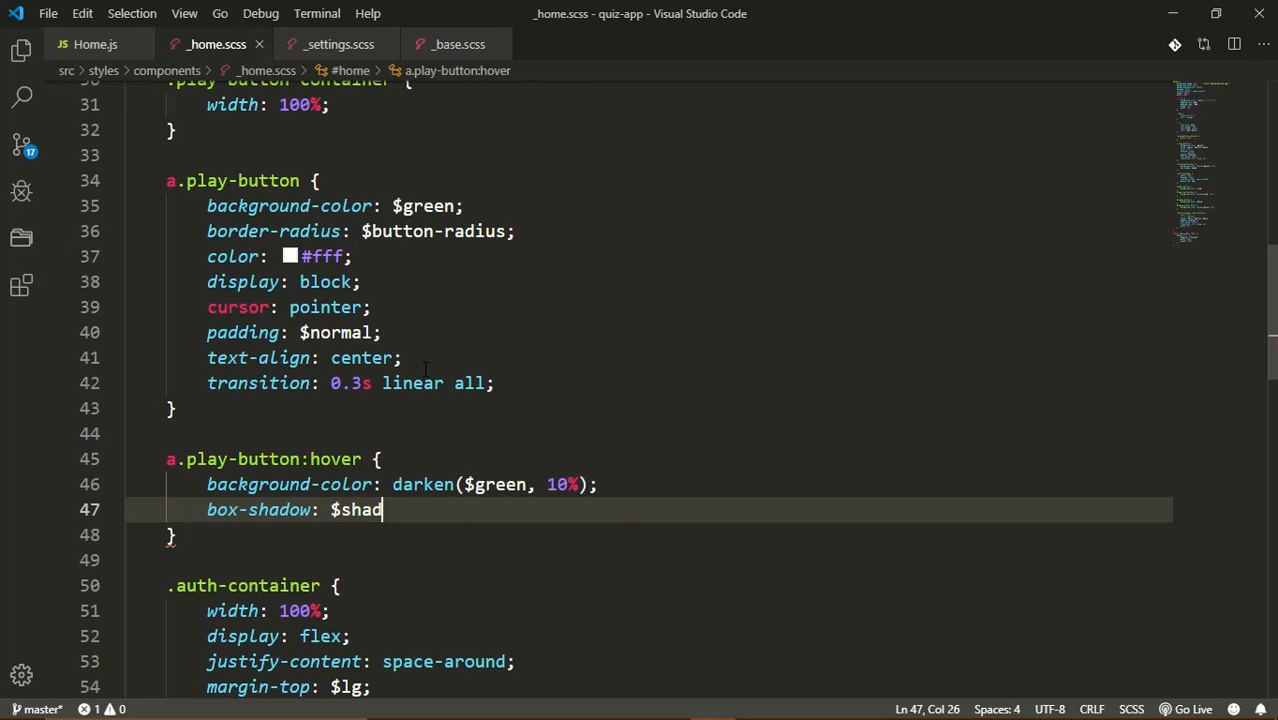 File Edit Selection View Go Debug Terminal Help _home.scss - quiz-app - Visual Studio Code
Home.js _home.scss _settings.scss _base.scss
src > styles > components > _home.scss > #home > a.play-button:hover
30 .play-button-container {
31 width: 100%;
32 }
33
34 a.play-button {
35 background-color: $green;
36 border-radius: $button-radius;
37 color: #fff;
38 display: block;
39 cursor: pointer;
40 padding: $normal;
41 text-align: center;
42 transition: 0.3s linear all;
43 }
44
45 a.play-button:hover {
46 background-color: darken($green, 10%);
47 box-shadow: $shad
48 }
49
50 .auth-container {
51 width: 100%;
52 display: flex;
53 justify-content: space-around;
54 margin-top: $lg;
17
master* 1 0 Ln 47, Col 26 Spaces: 4 UTF-8 CRLF SCSS Go Live